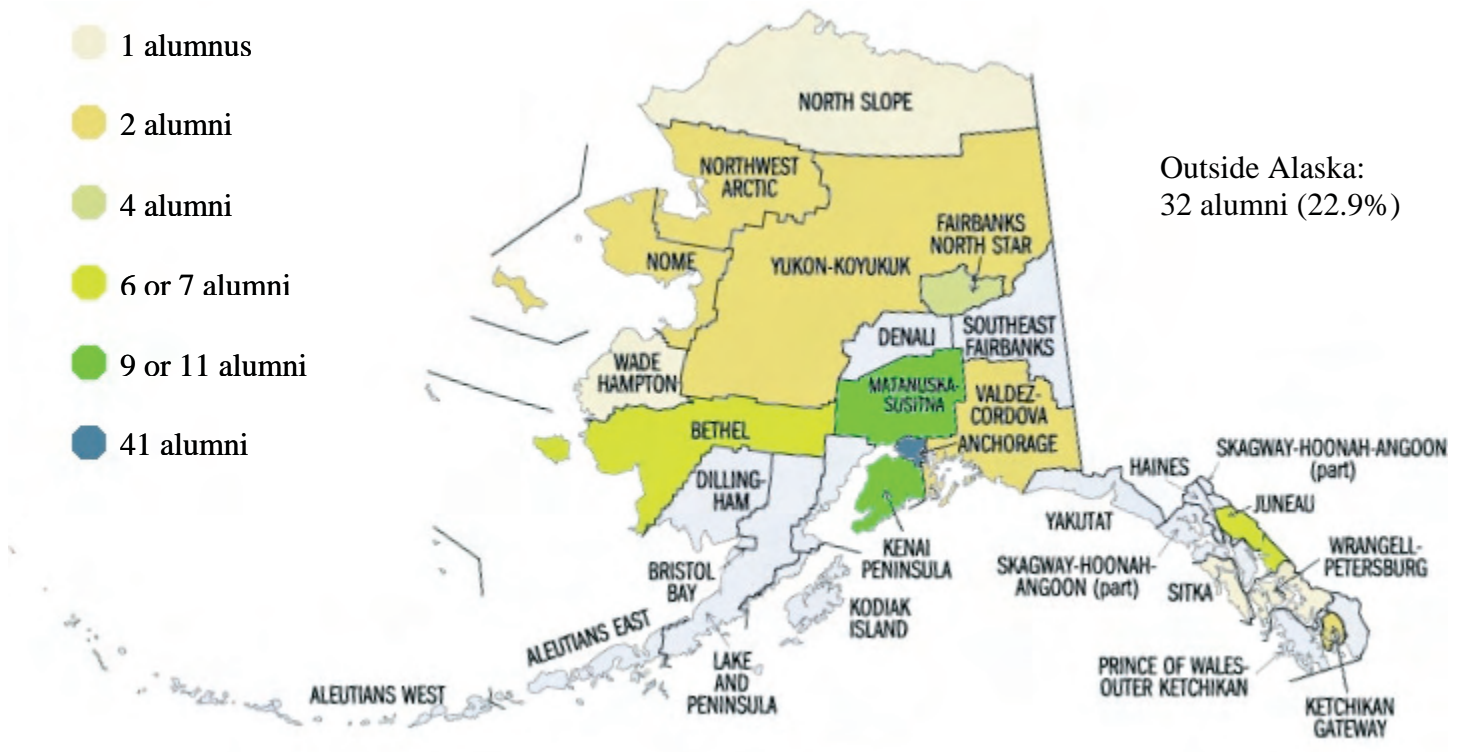 1 alumnus
2 alumni
4 alumni
6 or 7 alumni
9 or 11 alumni
41 alumni
Outside Alaska:
32 alumni (22.9%)
NORTH SLOPE
NORTHWEST
ARCTIC
NOME
YUKON-KOYUKUK
FAIRBANKS
NORTH STAR
DENALI
SOUTHEAST
FAIRBANKS
WADE
HAMPTON
MATANUSKA-
SUSITNA
VALDEZ-
CORDOVA
BETHEL
ANCHORAGE
DILLING-
HAM
HAINES
SKAGWAY-HOONAH-ANGOON
(part)
JUNEAU
YAKUTAT
KENAI
PENINSULA
SKAGWAY-HOONAH-
ANGOON (part)
WRANGELL-
PETERSBURG
SITKA
BRISTOL
BAY
KODIAK
ISLAND
ALEUTIANS EAST
LAKE
AND
PENINSULA
PRINCE OF WALES-
OUTER KETCHIKAN
ALEUTIANS WEST
KETCHIKAN
GATEWAY